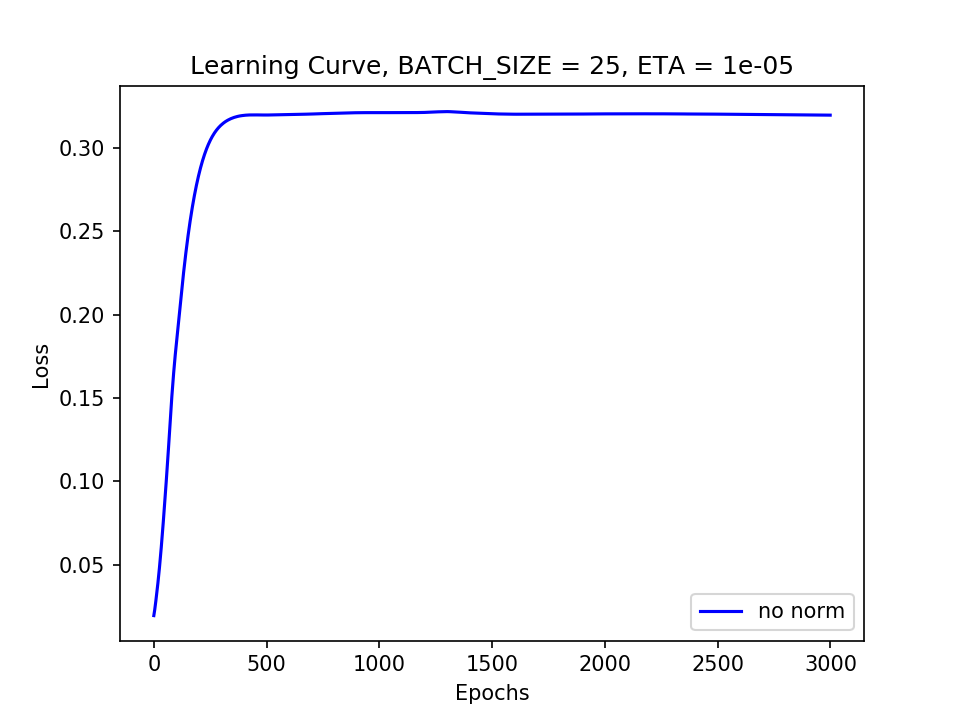 Learning Curve, BATCH_SIZE = 25, ETA = 1e-05
Loss
0.30
0.25
0.20
0.15
0.10
0.05
no norm
0 500 1000 1500 2000 2500 3000
Epochs